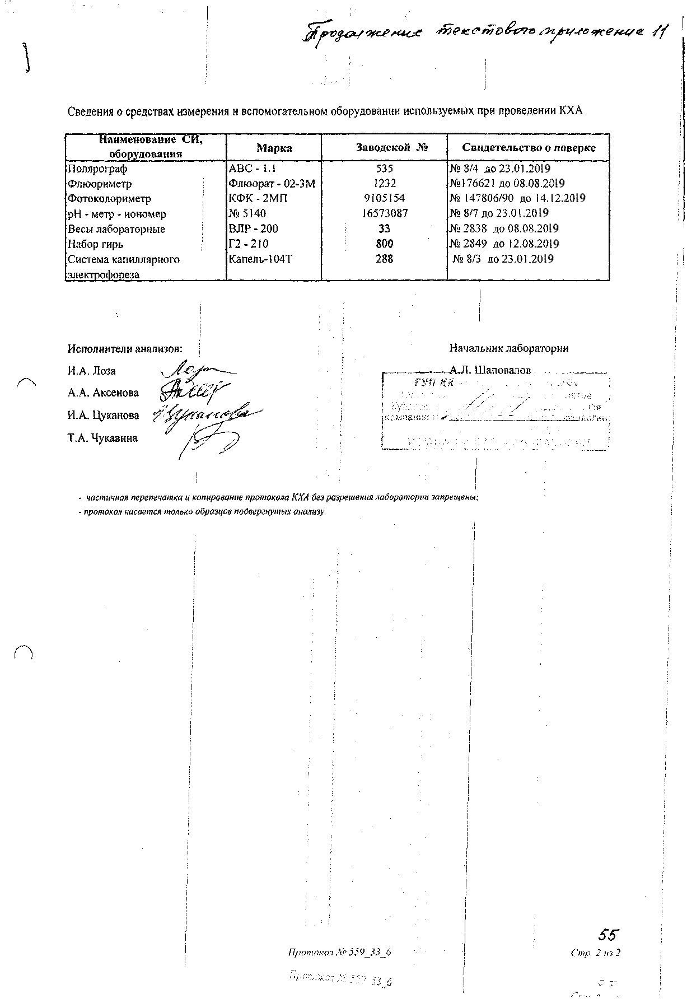 Продолжение текстового приложения 11
Сведения о средствах измерения и вспомогательном оборудовании используемых при проведении КХА
Наименование СИ, оборудования Марка Заводской № Свидетельство о поверке
Полярограф АВС - 1.1 535 № 8/4 до 23.01.2019
Флюориметр Флюорат - 02-3М 1232 №176621 до 08.08.2019
Фотоколориметр КФК - 2МП 9105154 № 147806/90 до 14.12.2019
рН - метр - иономер № 5140 16573087 № 8/7 до 23.01.2019
Весы лабораторные ВЛР - 200 33 № 2838 до 08.08.2019
Набор гирь Г2 - 210 800 № 2849 до 12.08.2019
Система капиллярного электрофореза Капель-104Т 288 № 8/3 до 23.01.2019
Исполнители анализов: Начальник лаборатории
И.А. Лоза Лоза А.Л. Шаповалов
ГУП КК
А.А. Аксенова
И.А. Цуканова Цуканова
компания
Т.А. Чукавина
- частичная перепечатка и копирование протокола КХА без разрешения лаборатории запрещены;
- протокол касается только образцов подвергнутых анализу.
55
Протокол № 559_33_6 Стр. 2 из 2
Протокол № 559_33_6